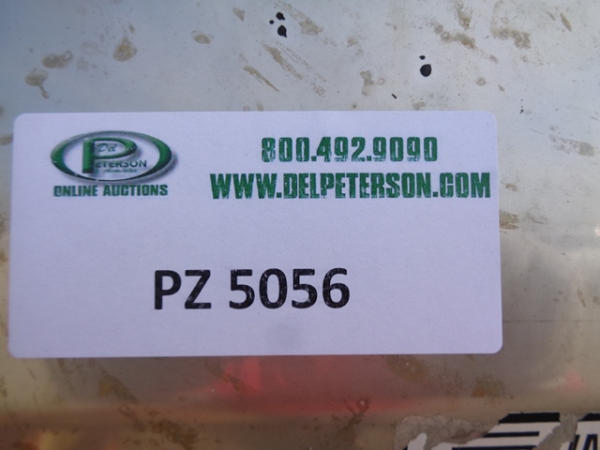 Del
PETERSON
ONLINE AUCTIONS
800.492.9090
WWW.DELPETERSON.COM
PZ 5056